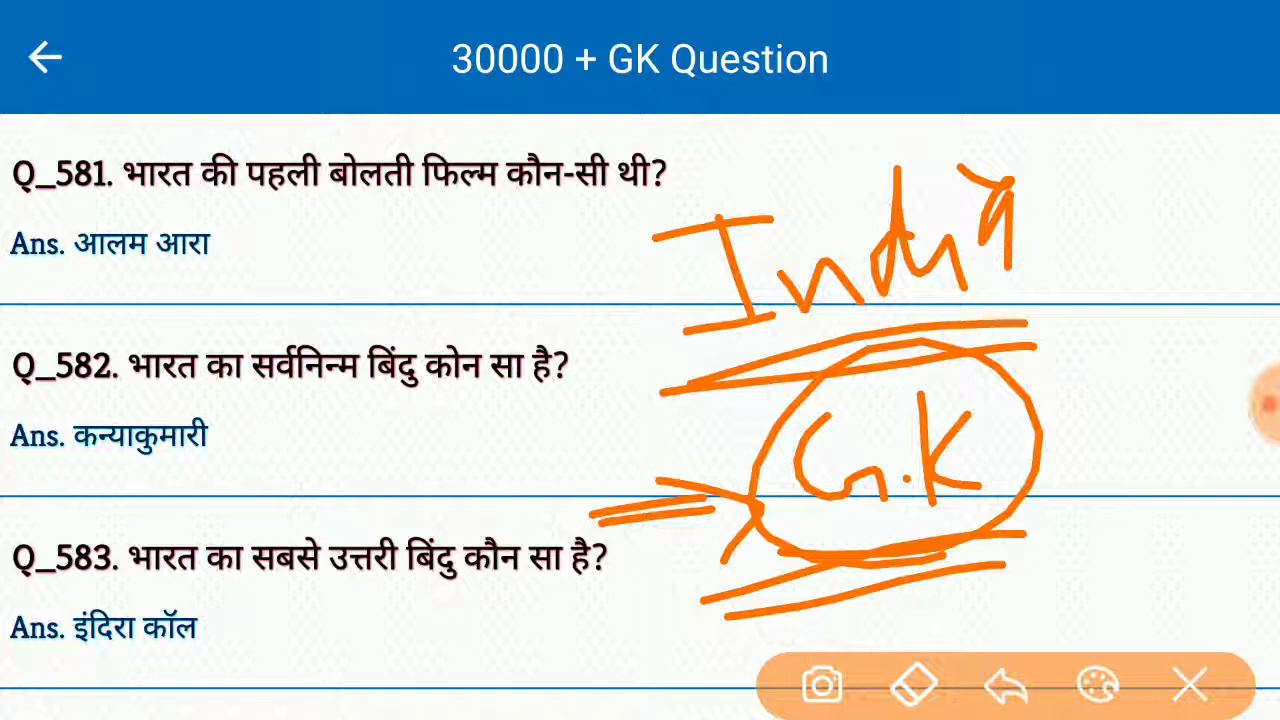 30000 + GK Question
Q_581. भारत की पहली बोलती फिल्म कौन-सी थी?
Ans. आलम आरा
India
Q_582. भारत का सर्वनिन्म बिंदु कोन सा है?
Ans. कन्याकुमारी
G.K
Q_583. भारत का सबसे उत्तरी बिंदु कौन सा है?
Ans. इंदिरा कॉल